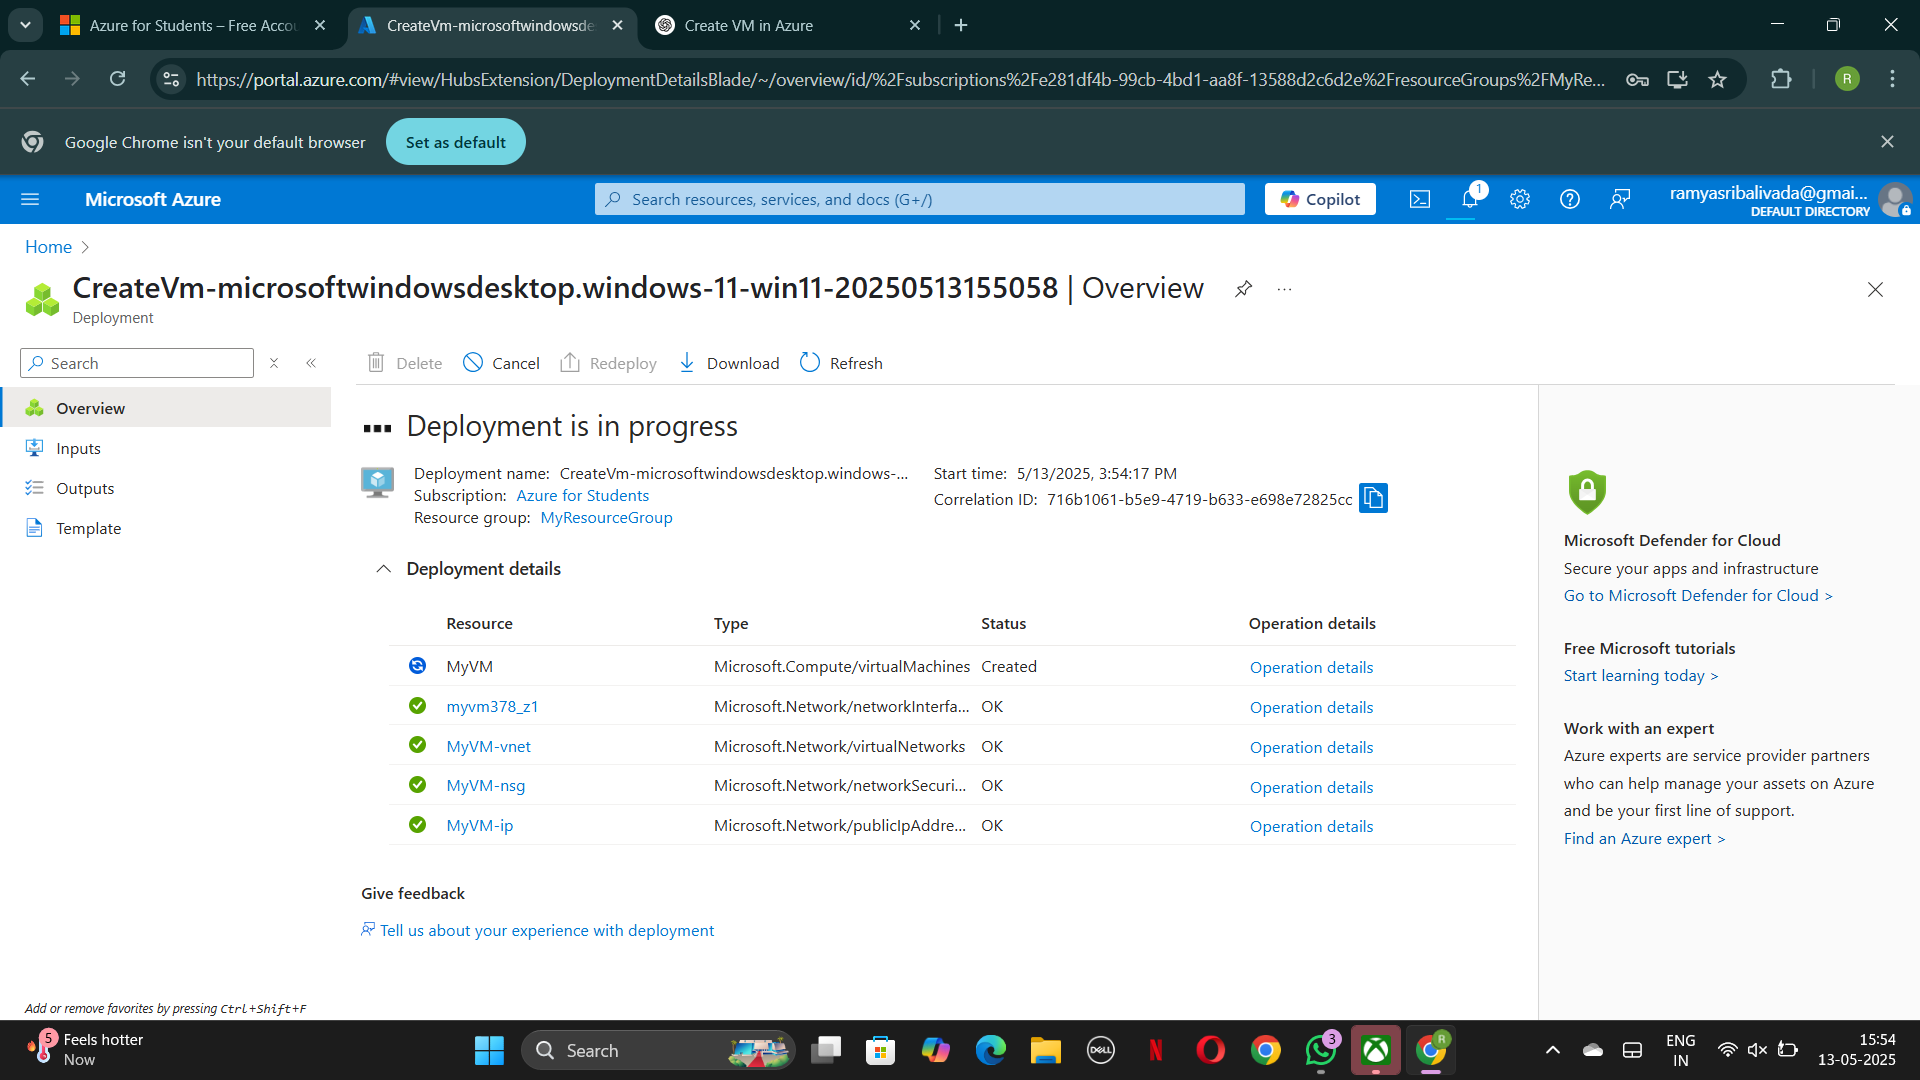 Azure for Students – Free Accou
CreateVm-microsoftwindowsde
Create VM in Azure
https://portal.azure.com/#view/HubsExtension/DeploymentDetailsBlade/~/overview/id/%2Fsubscriptions%2Fe281df4b-99cb-4bd1-aa8f-13588d2c6d2e%2FresourceGroups%2FMyRe...
R
Google Chrome isn't your default browser
Set as default
Microsoft Azure
Search resources, services, and docs (G+/)
Copilot
1
ramyasribalivada@gmai...
DEFAULT DIRECTORY
Home
CreateVm-microsoftwindowsdesktop.windows-11-win11-20250513155058 | Overview
...
Deployment
Search
Delete
Cancel
Redeploy
Download
Refresh
Overview
Inputs
Outputs
Template
Deployment is in progress
Deployment name: CreateVm-microsoftwindowsdesktop.windows-...
Subscription: Azure for Students
Resource group: MyResourceGroup
Start time: 5/13/2025, 3:54:17 PM
Correlation ID: 716b1061-b5e9-4719-b633-e698e72825cc
Deployment details
Resource Type Status Operation details
MyVM Microsoft.Compute/virtualMachines Created Operation details
myvm378_z1 Microsoft.Network/networkInterfa... OK Operation details
MyVM-vnet Microsoft.Network/virtualNetworks OK Operation details
MyVM-nsg Microsoft.Network/networkSecuri... OK Operation details
MyVM-ip Microsoft.Network/publicIpAddre... OK Operation details
Give feedback
Tell us about your experience with deployment
Microsoft Defender for Cloud
Secure your apps and infrastructure
Go to Microsoft Defender for Cloud >
Free Microsoft tutorials
Start learning today >
Work with an expert
Azure experts are service provider partners
who can help manage your assets on Azure
and be your first line of support.
Find an Azure expert >
Add or remove favorites by pressing Ctrl+Shift+F
5
Feels hotter
Now
Search
DELL
N
3
R
ENG
IN
15:54
13-05-2025